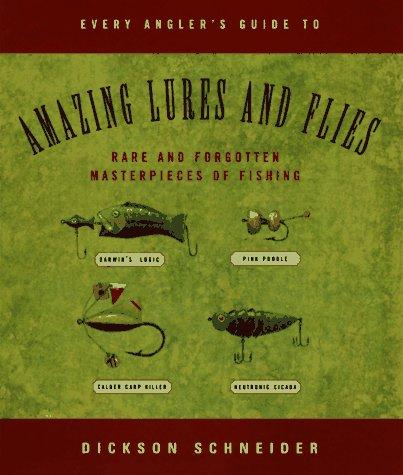 EVERY ANGLER'S GUIDE TO
AMAZING LURES AND FLIES
RARE AND FORGOTTEN
MASTERPIECES OF FISHING
DARWIN'S LOGIC
PINK POODLE
CALDER CARP KILLER
NEUTRONIC CICADA
DICKSON SCHNEIDER